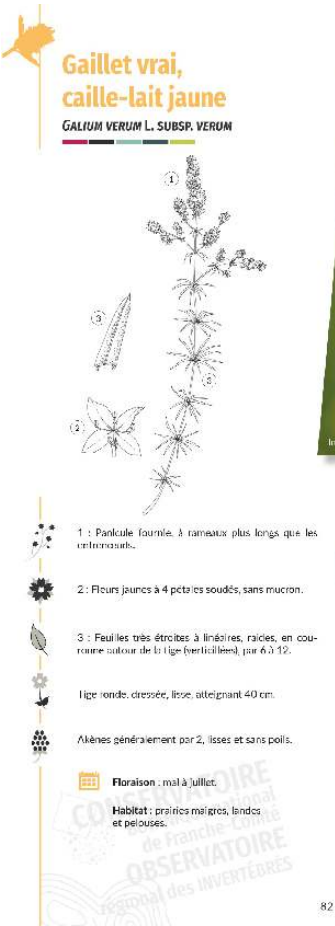 Gaillet vrai,
caille-lait jaune
GALIUM VERUM L. SUBSP. VERUM
1
3
3
2
1 : Panicule fournie, à rameaux plus longs que les
entrenœuds.
2 : Fleurs jaunes à 4 pétales soudés, sans mucron.
3 : Feuilles très étroites à linéaires, raides, en cou-
ronne autour de la tige (verticillées), par 6 à 12.
Tige ronde, dressée, lisse, atteignant 40 cm.
Akènes généralement par 2, lisses et sans poils.
Floraison : mai à juillet.
Habitat : prairies maigres, landes
et pelouses.
CONSERVATOIRE
national
de Franche-Comté
OBSERVATOIRE
régional des INVERTÉBRÉS
82